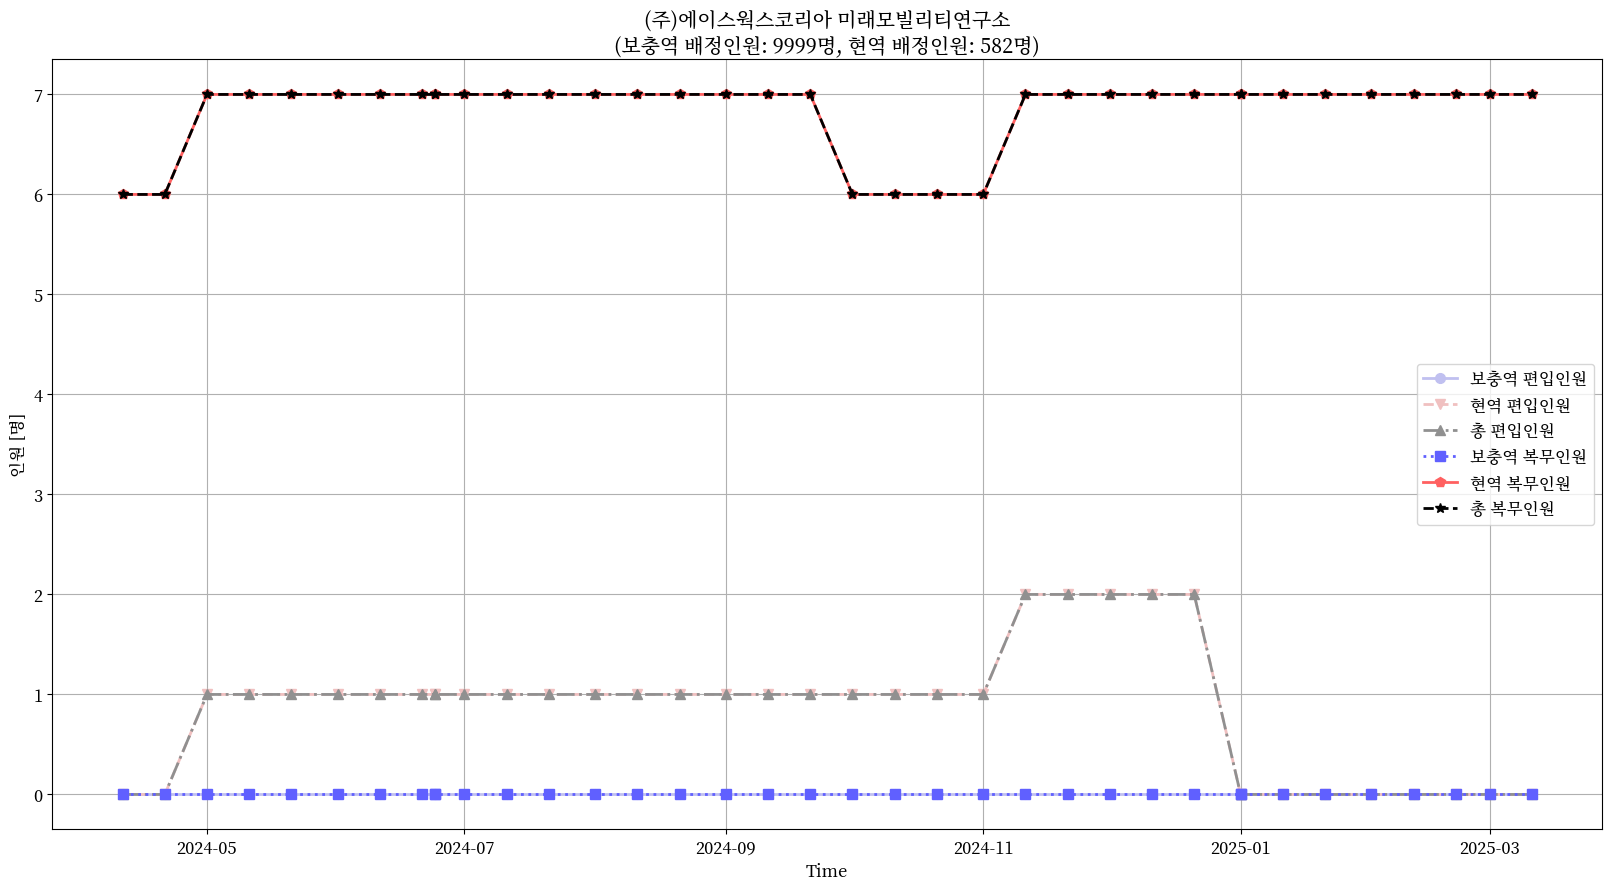 (주)에이스웍스코리아 미래모빌리티연구소
(보충역 배정인원: 9999명, 현역 배정인원: 582명)
7
6
5
4
3
2
1
0
인원 [명]
보충역 편입인원
현역 편입인원
총 편입인원
보충역 복무인원
현역 복무인원
총 복무인원
2024-05
2024-07
2024-09
2024-11
2025-01
2025-03
Time